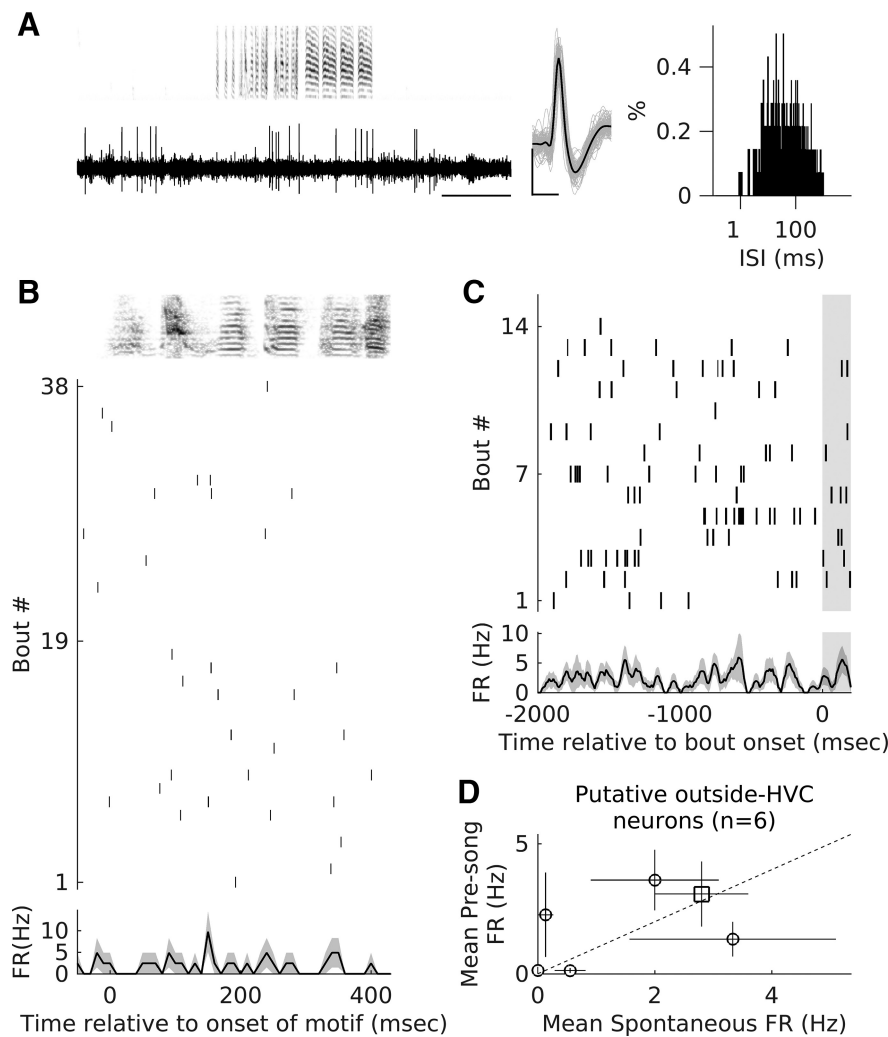 A
%
0.4
0.2
0
1 100
ISI (ms)
B
38
Bout #
19
1
FR(Hz)
10
5
0
0 200 400
Time relative to onset of motif (msec)
C
14
Bout #
7
1
FR (Hz)
10
5
0
-2000 -1000 0
Time relative to bout onset (msec)
D
Putative outside-HVC
neurons (n=6)
Mean Pre-song
FR (Hz)
5
0
0 2 4
Mean Spontaneous FR (Hz)